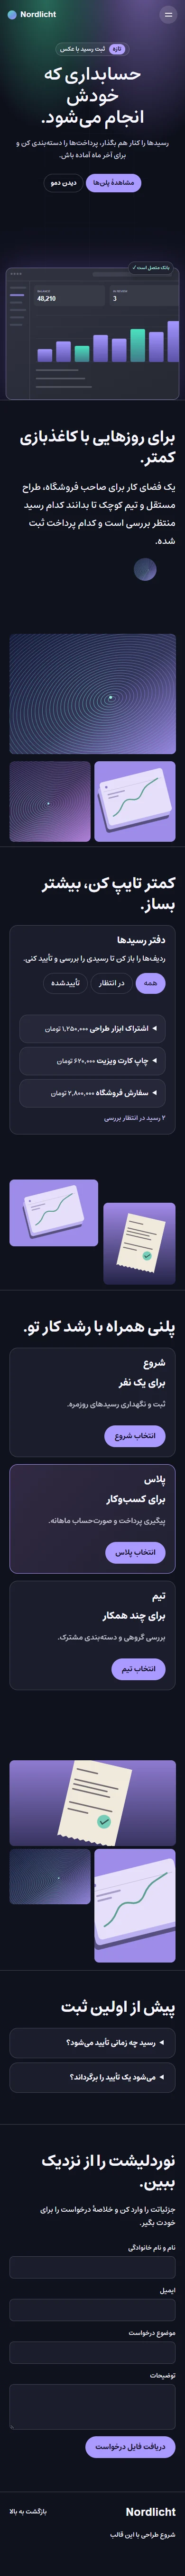 Nordlicht
تازه
ثبت رسید با عکس
حسابداری که
خودش
انجام می‌شود.
رسیدها را کنار هم بگذار، پرداخت‌ها را دسته‌بندی کن و
برای آخر ماه آماده باش.
مشاهدهٔ پلن‌ها
دیدن دمو
بانک متصل است ✓
48,210
3
برای روزهایی با کاغذبازی
کمتر.
یک فضای کار برای صاحب فروشگاه، طراح
مستقل و تیم کوچک تا بدانند کدام رسید
منتظر بررسی است و کدام پرداخت ثبت
شده.
کمتر تایپ کن، بیشتر
بساز.
دفتر رسیدها
ردیف‌ها را باز کن تا رسیدی را بررسی و تأیید کنی.
همه
در انتظار
تأییدشده
اشتراک ابزار طراحی ۱,۲۵۰,۰۰۰ تومان
چاپ کارت ویزیت ۶۲۰,۰۰۰ تومان
سفارش فروشگاه ۲,۸۰۰,۰۰۰ تومان
۲ رسید در انتظار بررسی
پلنی همراه با رشد کار تو.
شروع
برای یک نفر
ثبت و نگهداری رسیدهای روزمره.
انتخاب شروع
پلاس
برای کسب‌وکار
پیگیری پرداخت و صورت‌حساب ماهانه.
انتخاب پلاس
تیم
برای چند همکار
بررسی گروهی و دسته‌بندی مشترک.
انتخاب تیم
پیش از اولین ثبت
رسید چه زمانی تأیید می‌شود؟
می‌شود یک تأیید را برگرداند؟
نوردلیشت را از نزدیک
ببین.
جزئیاتت را وارد کن و خلاصهٔ درخواست را برای
خودت بگیر.
نام و نام خانوادگی
ایمیل
موضوع درخواست
توضیحات
دریافت فایل درخواست
Nordlicht
بازگشت به بالا
شروع طراحی با این قالب